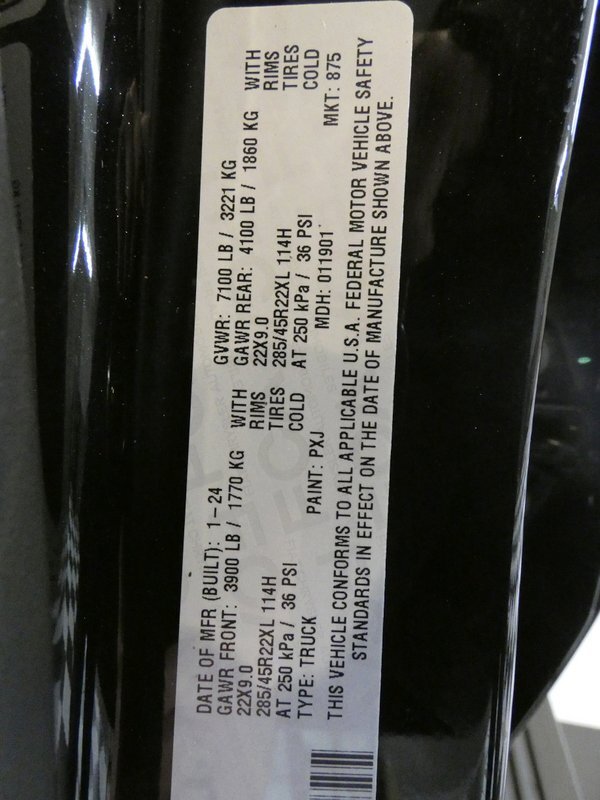 DATE OF MFR (BUILT): 1-24 GVWR: 7100 LB / 3221 KG
GAWR FRONT: 3900 LB / 1770 KG WITH GAWR REAR: 4100 LB / 1860 KG WITH
22X9.0 RIMS 22X9.0 RIMS
285/45R22XL 114H TIRES 285/45R22XL 114H TIRES
AT 250 kPa / 36 PSI COLD AT 250 kPa / 36 PSI COLD
TYPE: TRUCK PAINT: PXJ MDH: 011901 MKT: 875
THIS VEHICLE CONFORMS TO ALL APPLICABLE U.S.A. FEDERAL MOTOR VEHICLE SAFETY
STANDARDS IN EFFECT ON THE DATE OF MANUFACTURE SHOWN ABOVE.